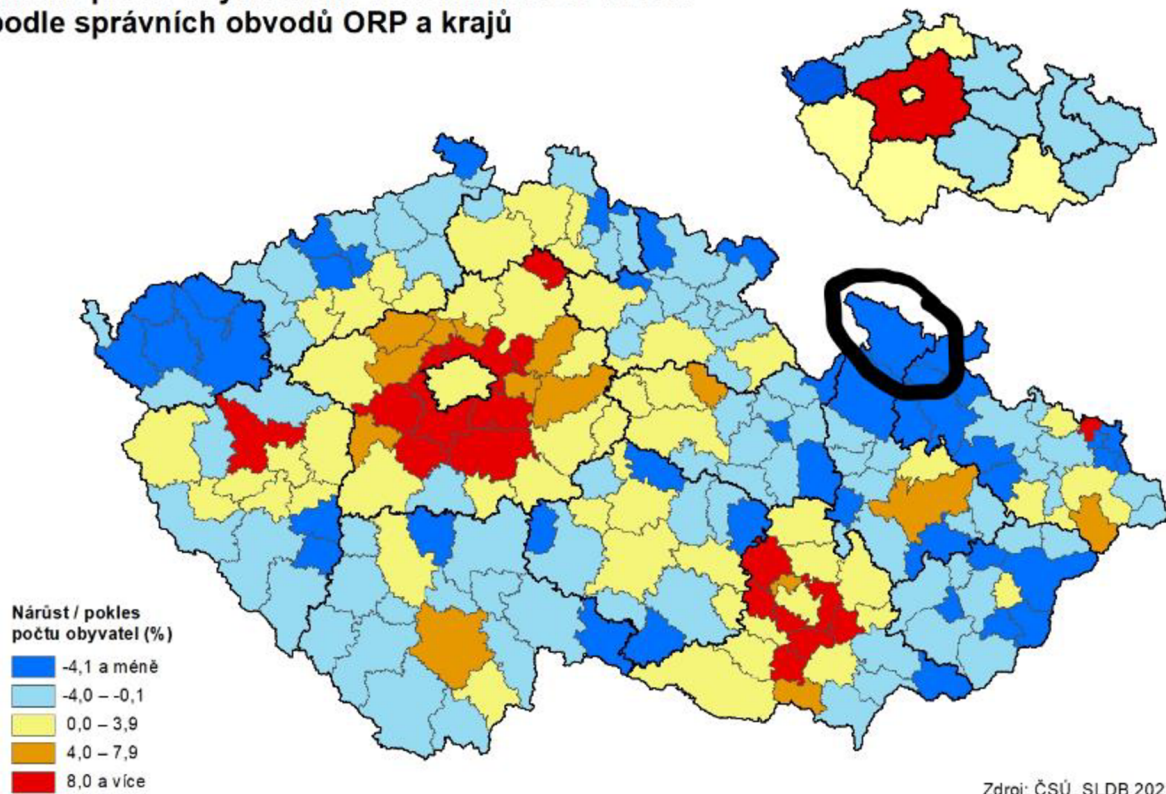 podle správních obvodů ORP a krajů
Nárůst / pokles
počtu obyvatel (%)
-4,1 a méně
-4,0 – -0,1
0,0 – 3,9
4,0 – 7,9
8,0 a více
Zdroj: ČSÚ, SLDB 202